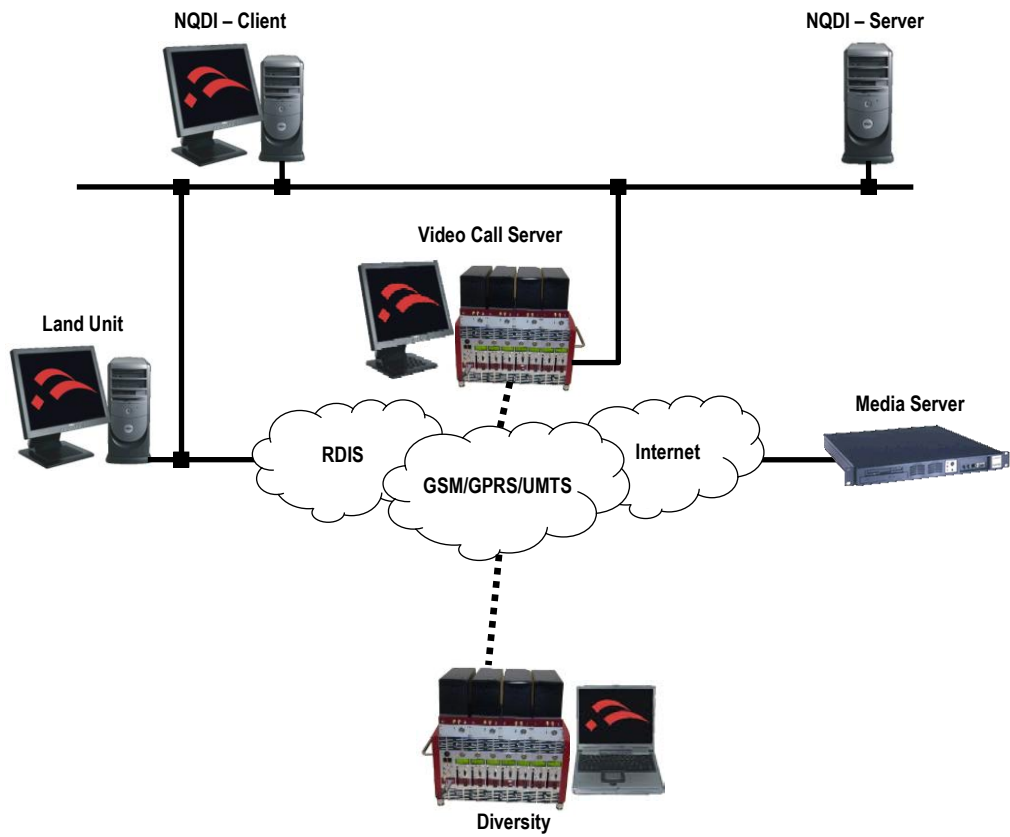 NQDI – Client
NQDI – Server
Video Call Server
Land Unit
Media Server
RDIS
Internet
GSM/GPRS/UMTS
Diversity